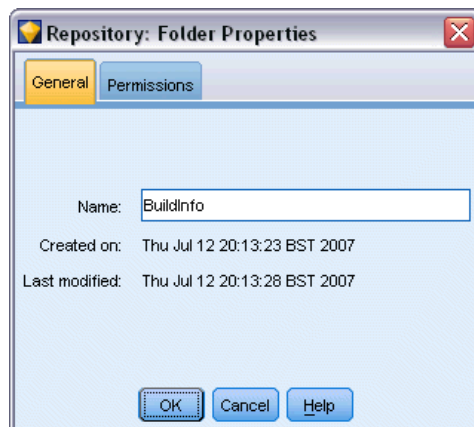 Repository: Folder Properties
General Permissions
Name: BuildInfo
Created on: Thu Jul 12 20:13:23 BST 2007
Last modified: Thu Jul 12 20:13:28 BST 2007
OK Cancel Help